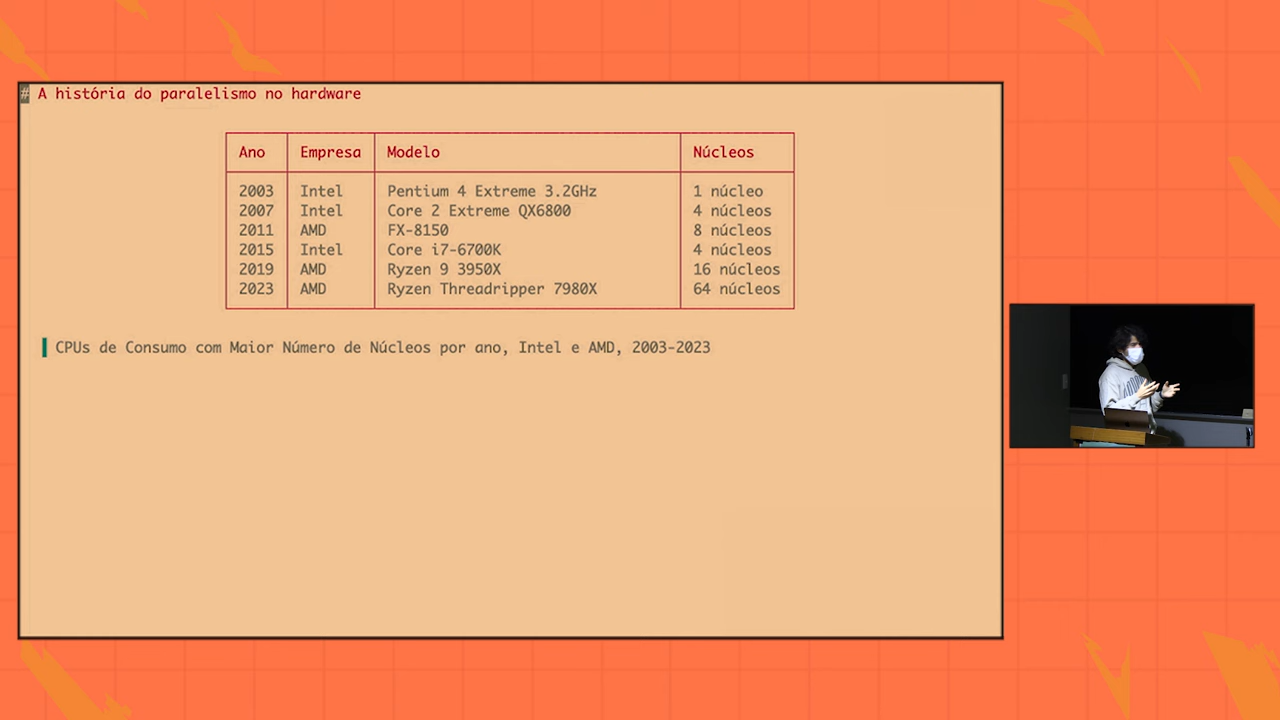 # A história do paralelismo no hardware
Ano Empresa Modelo Núcleos
2003 Intel Pentium 4 Extreme 3.2GHz 1 núcleo
2007 Intel Core 2 Extreme QX6800 4 núcleos
2011 AMD FX-8150 8 núcleos
2015 Intel Core i7-6700K 4 núcleos
2019 AMD Ryzen 9 3950X 16 núcleos
2023 AMD Ryzen Threadripper 7980X 64 núcleos
CPUs de Consumo com Maior Número de Núcleos por ano, Intel e AMD, 2003-2023